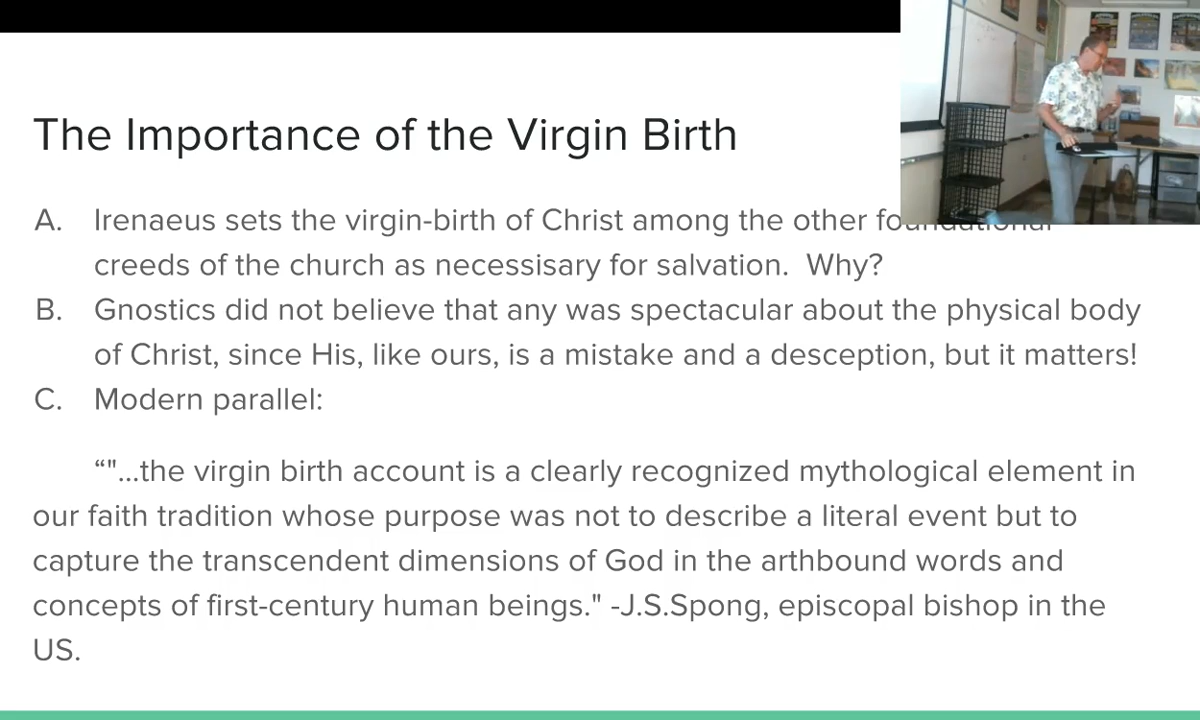 The Importance of the Virgin Birth
A. Irenaeus sets the virgin-birth of Christ among the other foundational
creeds of the church as necessisary for salvation. Why?
B. Gnostics did not believe that any was spectacular about the physical body
of Christ, since His, like ours, is a mistake and a desception, but it matters!
C. Modern parallel:
“"...the virgin birth account is a clearly recognized mythological element in
our faith tradition whose purpose was not to describe a literal event but to
capture the transcendent dimensions of God in the arthbound words and
concepts of first-century human beings." -J.S.Spong, episcopal bishop in the
US.